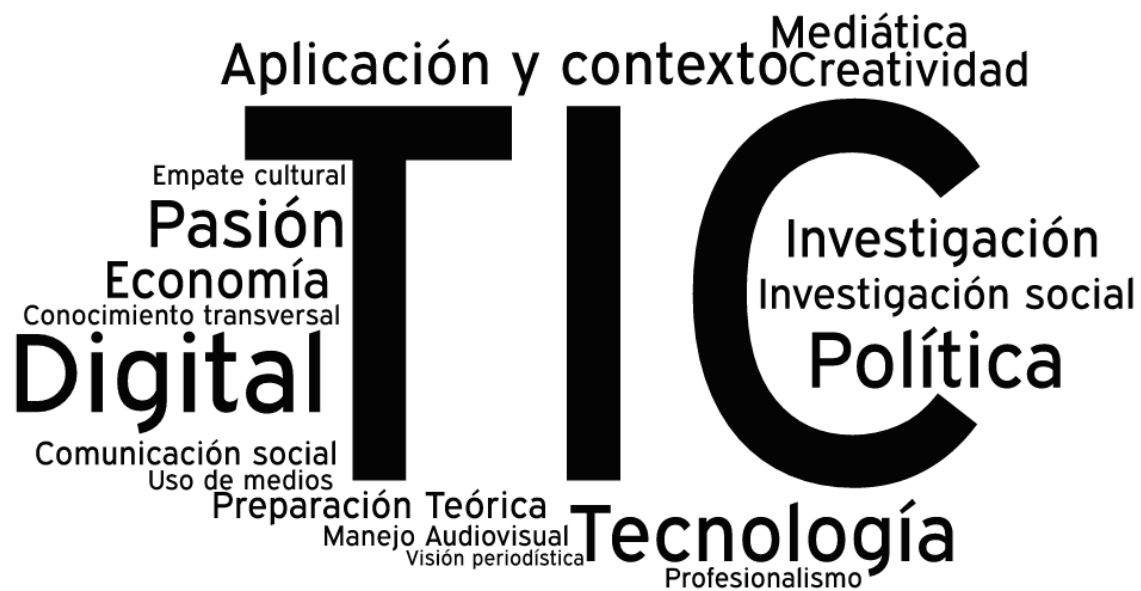 Mediática
Aplicación y contexto
Creatividad
TIC
Empate cultural
Pasión
Investigación
Economía
Investigación social
Conocimiento transversal
Política
Digital
Comunicación social
Uso de medios
Preparación Teórica
Manejo Audiovisual
Tecnología
Visión periodística
Profesionalismo